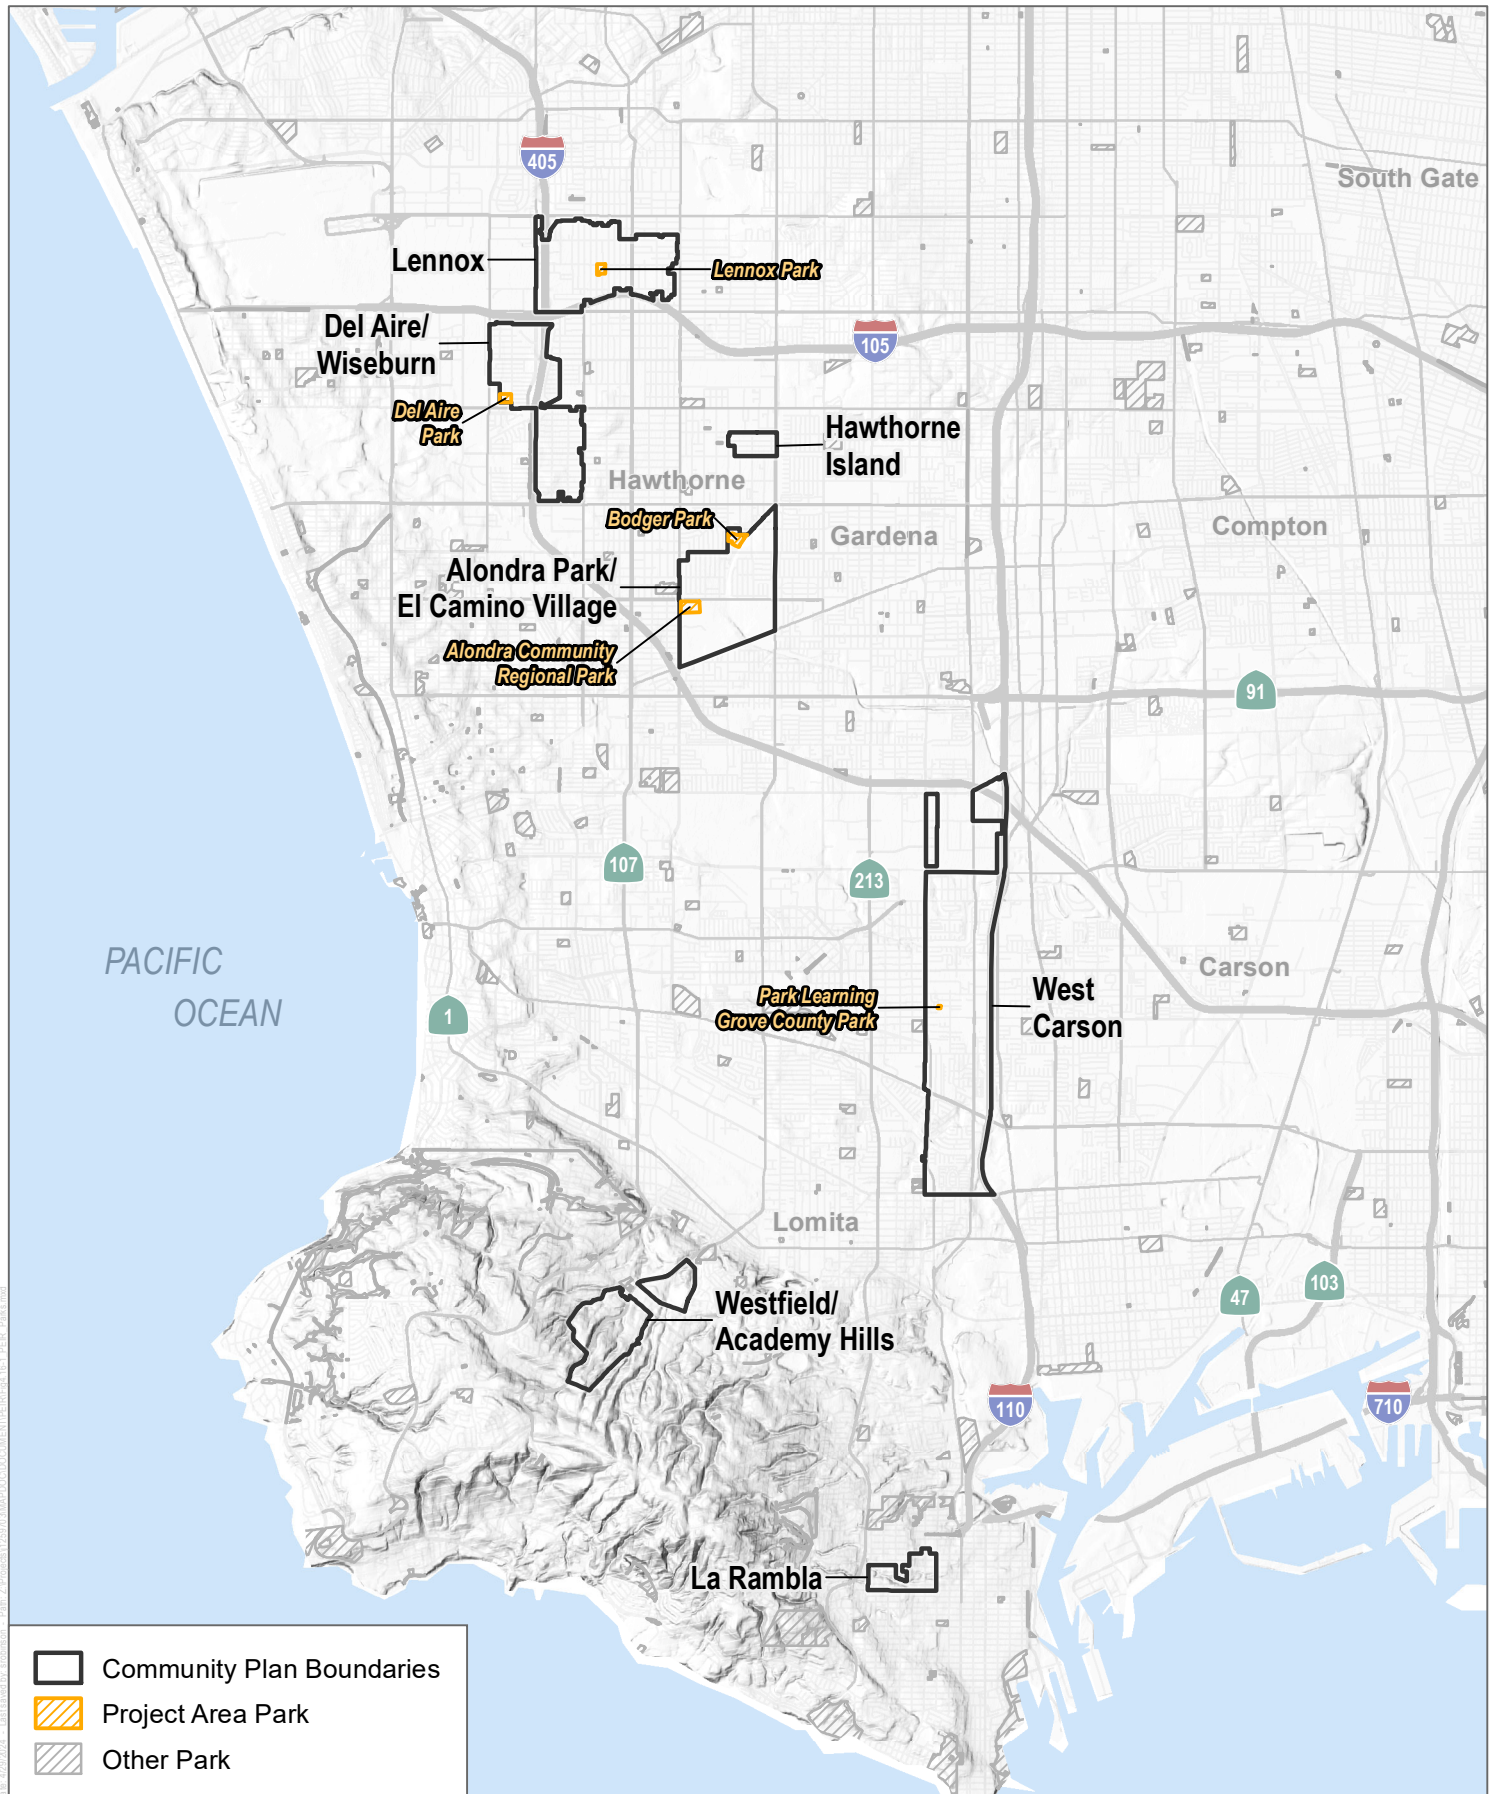 405
South Gate
Lennox
Lennox Park
Del Aire/
Wiseburn
105
Del Aire
Park
Hawthorne
Island
Hawthorne
Bodger Park
Gardena
Compton
Alondra Park/
El Camino Village
Alondra Community
Regional Park
91
107
213
PACIFIC
OCEAN
Carson
Park Learning
Grove County Park
West
Carson
1
Lomita
Westfield/
Academy Hills
47
103
110
710
La Rambla
Community Plan Boundaries
Project Area Park
Other Park